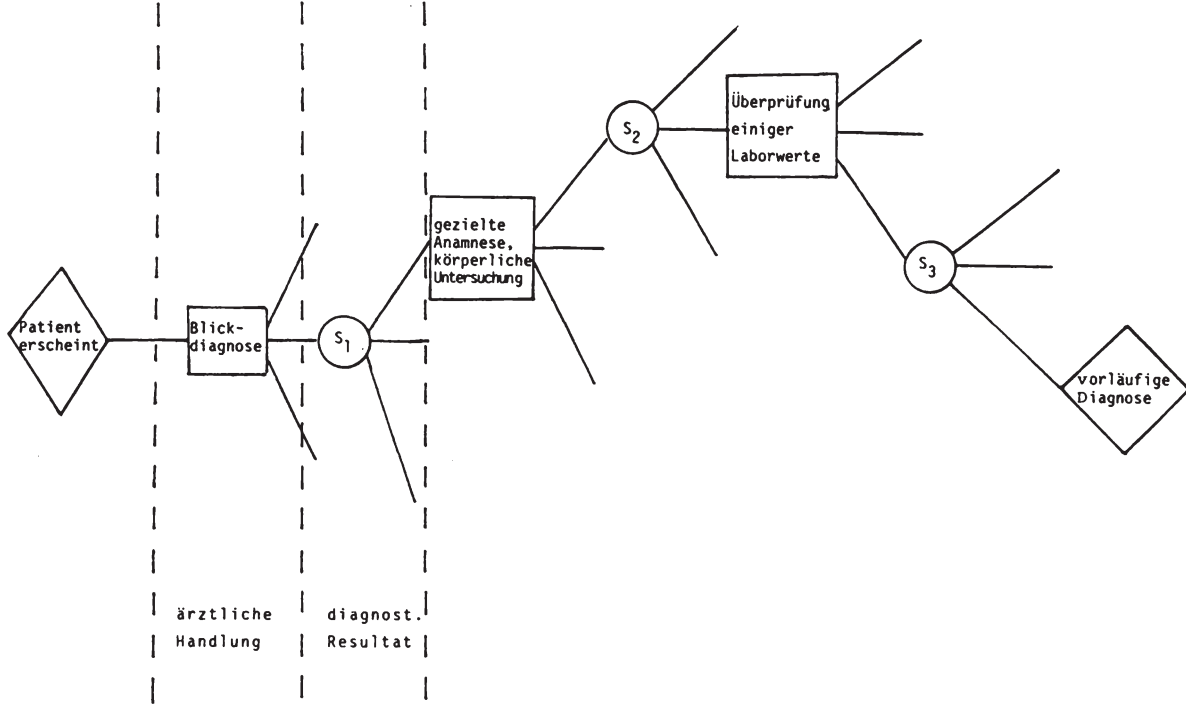 Patient
erscheint
Blick-
diagnose
S1
gezielte
Anamnese,
körperliche
Untersuchung
S2
Überprüfung
einiger
Laborwerte
S3
vorläufige
Diagnose
ärztliche
Handlung
diagnost.
Resultat